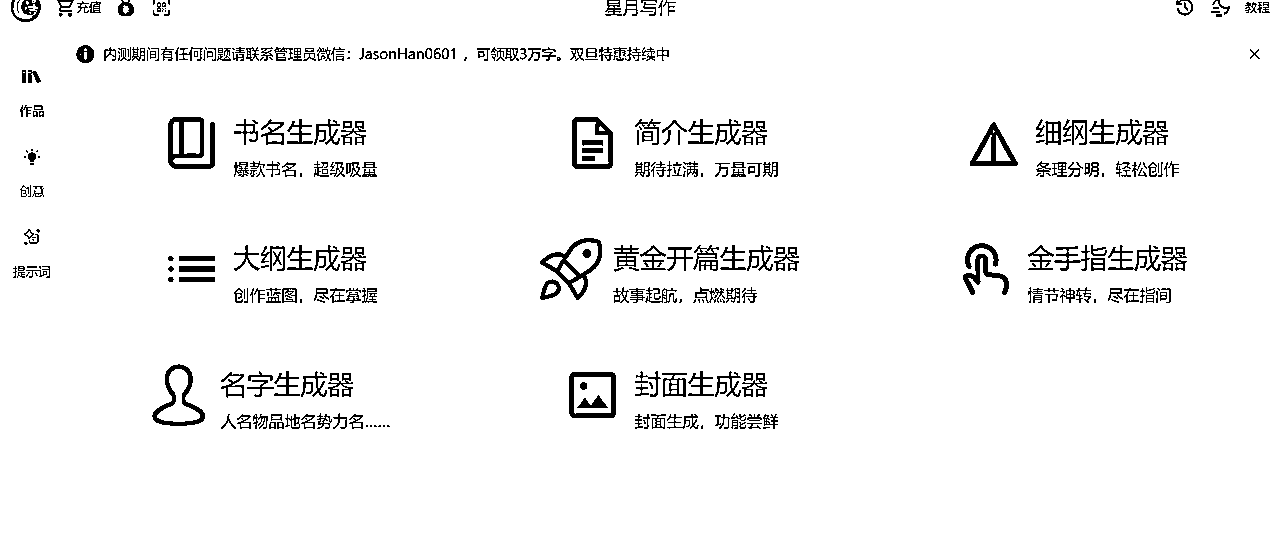 充值
星月写作
教程
内测期间有任何问题请联系管理员微信：JasonHan0601 ，可领取3万字。双旦特惠持续中
作品
创意
提示词
书名生成器
爆款书名，超级吸量
简介生成器
期待拉满，万量可期
细纲生成器
条理分明，轻松创作
大纲生成器
创作蓝图，尽在掌握
黄金开篇生成器
故事起航，点燃期待
金手指生成器
情节神转，尽在指间
名字生成器
人名物品地名势力名......
封面生成器
封面生成，功能尝鲜